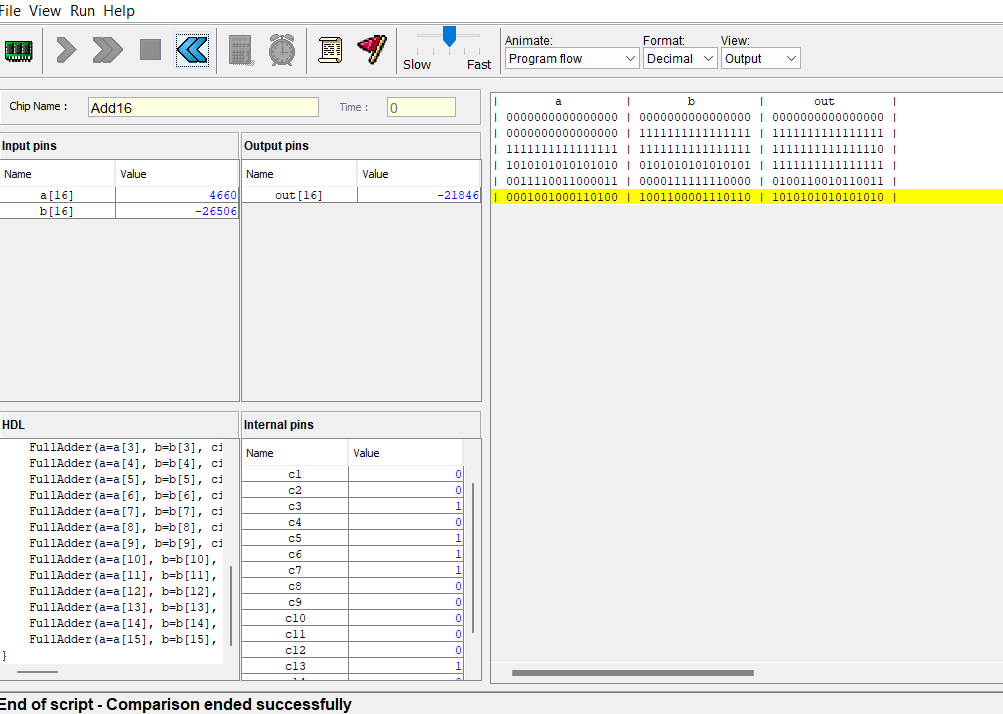 File View Run Help
Slow Fast
Animate: Format: View:
Program flow Decimal Output
Chip Name : Add16 Time : 0
Input pins
Name Value
a[16] 4660
b[16] -26506
Output pins
Name Value
out[16] -21846
HDL
FullAdder(a=a[3], b=b[3], ci
FullAdder(a=a[4], b=b[4], ci
FullAdder(a=a[5], b=b[5], ci
FullAdder(a=a[6], b=b[6], ci
FullAdder(a=a[7], b=b[7], ci
FullAdder(a=a[8], b=b[8], ci
FullAdder(a=a[9], b=b[9], ci
FullAdder(a=a[10], b=b[10],
FullAdder(a=a[11], b=b[11],
FullAdder(a=a[12], b=b[12],
FullAdder(a=a[13], b=b[13],
FullAdder(a=a[14], b=b[14],
FullAdder(a=a[15], b=b[15],
}
Internal pins
Name Value
c1 0
c2 0
c3 1
c4 0
c5 1
c6 1
c7 1
c8 0
c9 0
c10 0
c11 0
c12 0
c13 1
| a | b | out |
| 0000000000000000 | 0000000000000000 | 0000000000000000 |
| 0000000000000000 | 1111111111111111 | 1111111111111111 |
| 1111111111111111 | 1111111111111111 | 1111111111111110 |
| 1010101010101010 | 0101010101010101 | 1111111111111111 |
| 0011110011000011 | 0000111111110000 | 0100110010110011 |
| 0001001000110100 | 1001100001110110 | 1010101010101010 |
End of script - Comparison ended successfully